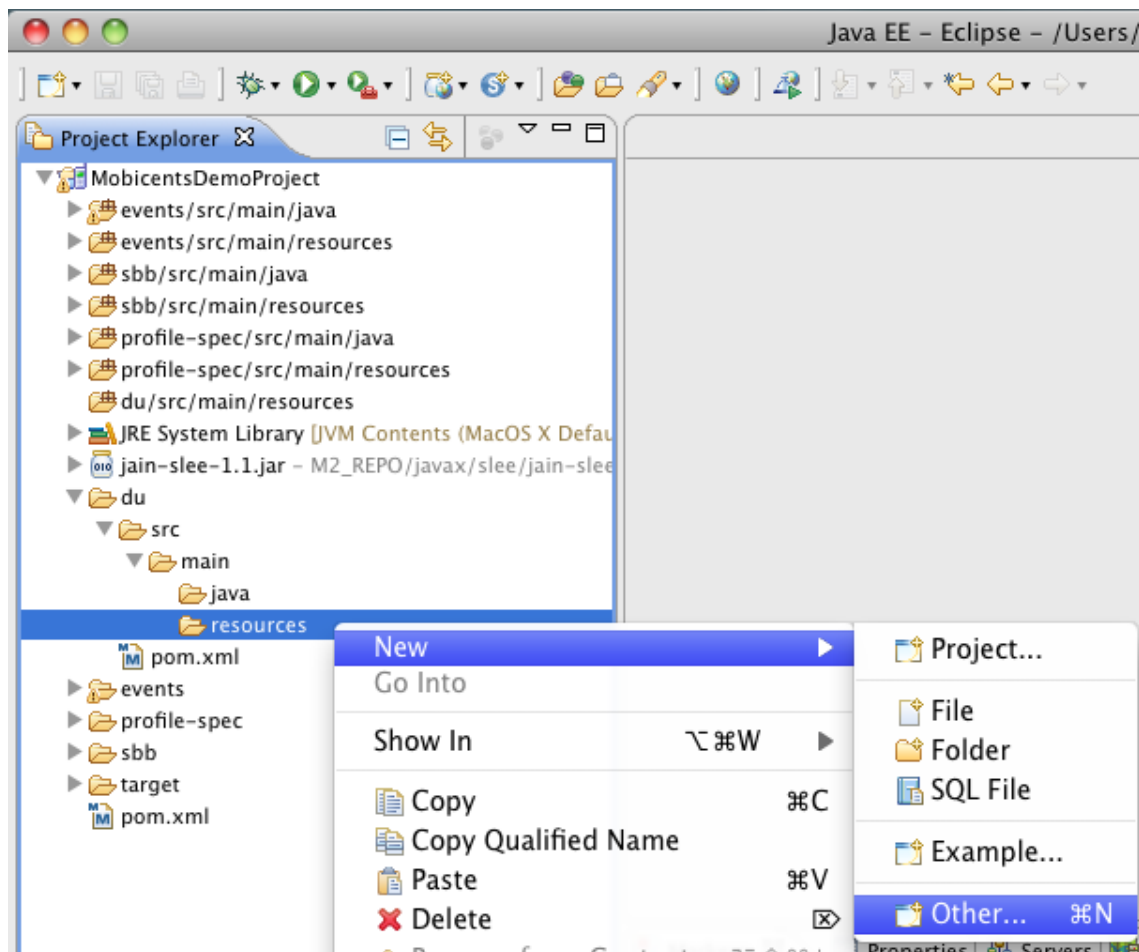 Java EE – Eclipse – /Users/
Project Explorer
MobicentsDemoProject
events/src/main/java
events/src/main/resources
sbb/src/main/java
sbb/src/main/resources
profile-spec/src/main/java
profile-spec/src/main/resources
du/src/main/resources
JRE System Library [JVM Contents (MacOS X Defau
jain-slee-1.1.jar – M2_REPO/javax/slee/jain-slee
du
src
main
java
resources
pom.xml
events
profile-spec
sbb
target
pom.xml
New
Go Into
Show In ⌥⌘W
Copy ⌘C
Copy Qualified Name
Paste ⌘V
Delete ⌦
Project...
File
Folder
SQL File
Example...
Other... ⌘N
Properties Servers